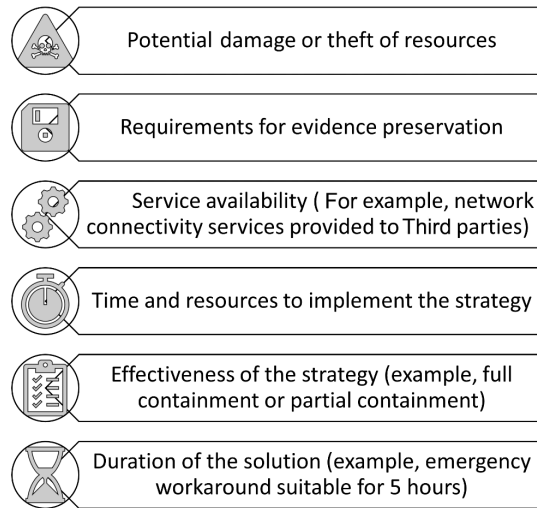 Potential damage or theft of resources
Requirements for evidence preservation
Service availability ( For example, network
connectivity services provided to Third parties)
Time and resources to implement the strategy
Effectiveness of the strategy (example, full
containment or partial containment)
Duration of the solution (example, emergency
workaround suitable for 5 hours)